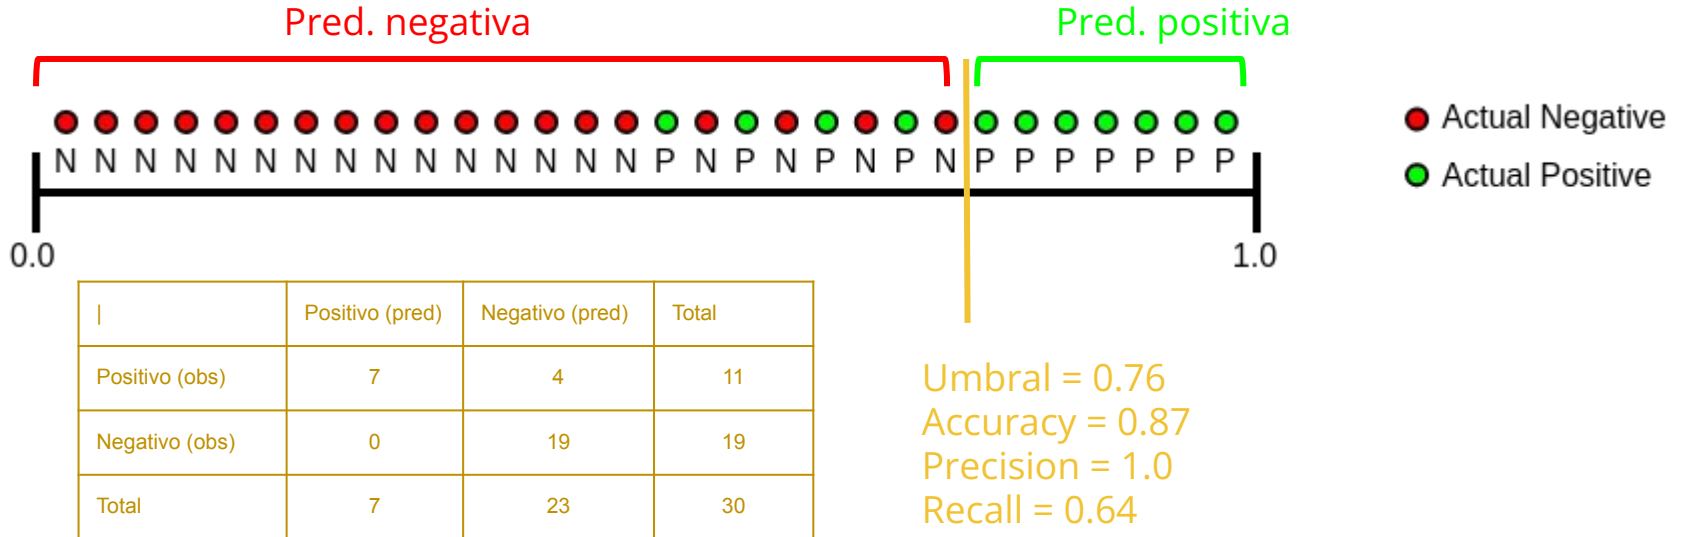 Pred. negativa
Pred. positiva
N N N N N N N N N N N N N N N P N P N P N P N P P P P P P P
Actual Negative
Actual Positive
0.0
1.0
| Positivo (pred) Negativo (pred) Total
Positivo (obs) 7 4 11
Negativo (obs) 0 19 19
Total 7 23 30
Umbral = 0.76
Accuracy = 0.87
Precision = 1.0
Recall = 0.64